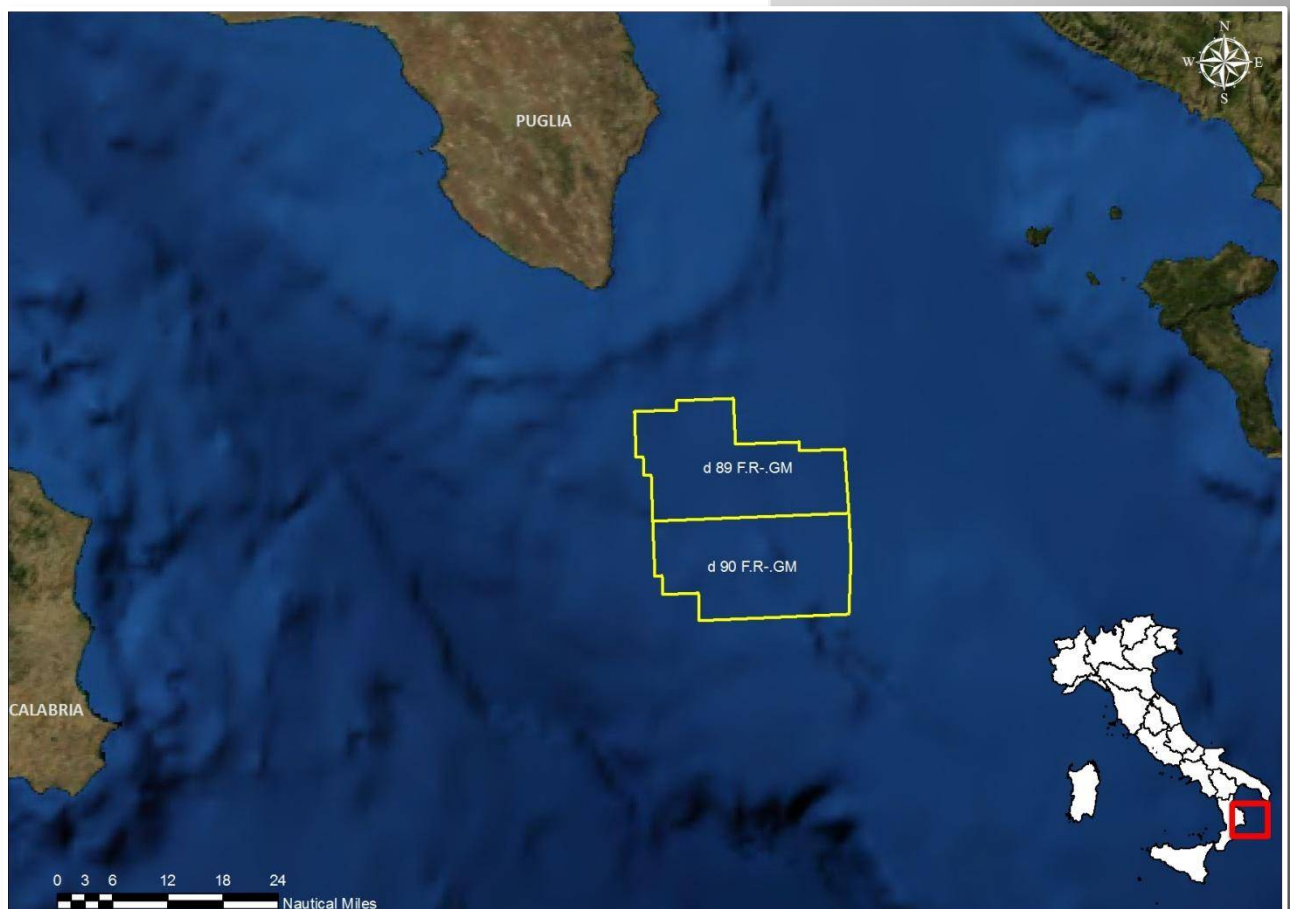 N
W E
S
PUGLIA
d 89 F.R-.GM
d 90 F.R-.GM
CALABRIA
0 3 6 12 18 24
Nautical Miles